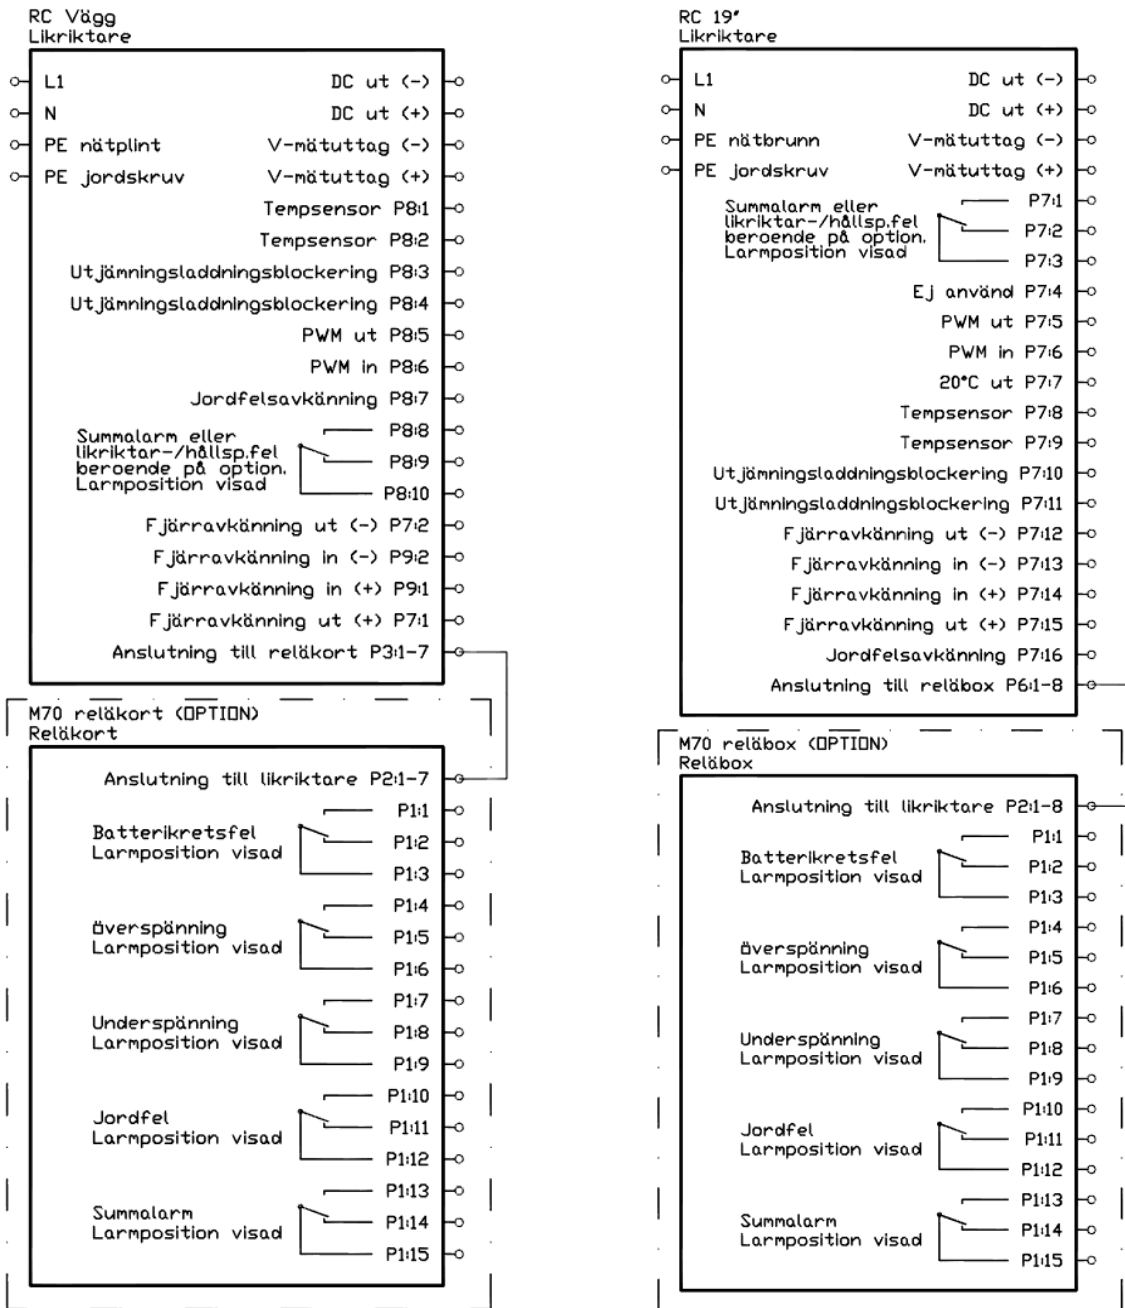 RC Vägg
Likriktare
L1
DC ut (-)
N
DC ut (+)
PE nätplint
V-mätuttag (-)
PE jordskruv
V-mätuttag (+)
Tempsensor P8:1
Tempsensor P8:2
Utjämningsladdningsblockering P8:3
Utjämningsladdningsblockering P8:4
PWM ut P8:5
PWM in P8:6
Jordfelsavkänning P8:7
Summalarm eller
likriktar-/hållsp.fel
beroende på option.
Larmposition visad
P8:8
P8:9
P8:10
Fjärravkänning ut (-) P7:2
Fjärravkänning in (-) P9:2
Fjärravkänning in (+) P9:1
Fjärravkänning ut (+) P7:1
Anslutning till reläkort P3:1-7
M70 reläkort (OPTION)
Reläkort
Anslutning till likriktare P2:1-7
Batterikretsfel
Larmposition visad
P1:1
P1:2
P1:3
Överspänning
Larmposition visad
P1:4
P1:5
P1:6
Underspänning
Larmposition visad
P1:7
P1:8
P1:9
Jordfel
Larmposition visad
P1:10
P1:11
P1:12
Summalarm
Larmposition visad
P1:13
P1:14
P1:15
RC 19"
Likriktare
L1
DC ut (-)
N
DC ut (+)
PE nätbrunn
V-mätuttag (-)
PE jordskruv
V-mätuttag (+)
Summalarm eller
likriktar-/hållsp.fel
beroende på option.
Larmposition visad
P7:1
P7:2
P7:3
Ej använd P7:4
PWM ut P7:5
PWM in P7:6
20°C ut P7:7
Tempsensor P7:8
Tempsensor P7:9
Utjämningsladdningsblockering P7:10
Utjämningsladdningsblockering P7:11
Fjärravkänning ut (-) P7:12
Fjärravkänning in (-) P7:13
Fjärravkänning in (+) P7:14
Fjärravkänning ut (+) P7:15
Jordfelsavkänning P7:16
Anslutning till reläbox P6:1-8
M70 reläbox (OPTION)
Reläbox
Anslutning till likriktare P2:1-8
Batterikretsfel
Larmposition visad
P1:1
P1:2
P1:3
Överspänning
Larmposition visad
P1:4
P1:5
P1:6
Underspänning
Larmposition visad
P1:7
P1:8
P1:9
Jordfel
Larmposition visad
P1:10
P1:11
P1:12
Summalarm
Larmposition visad
P1:13
P1:14
P1:15